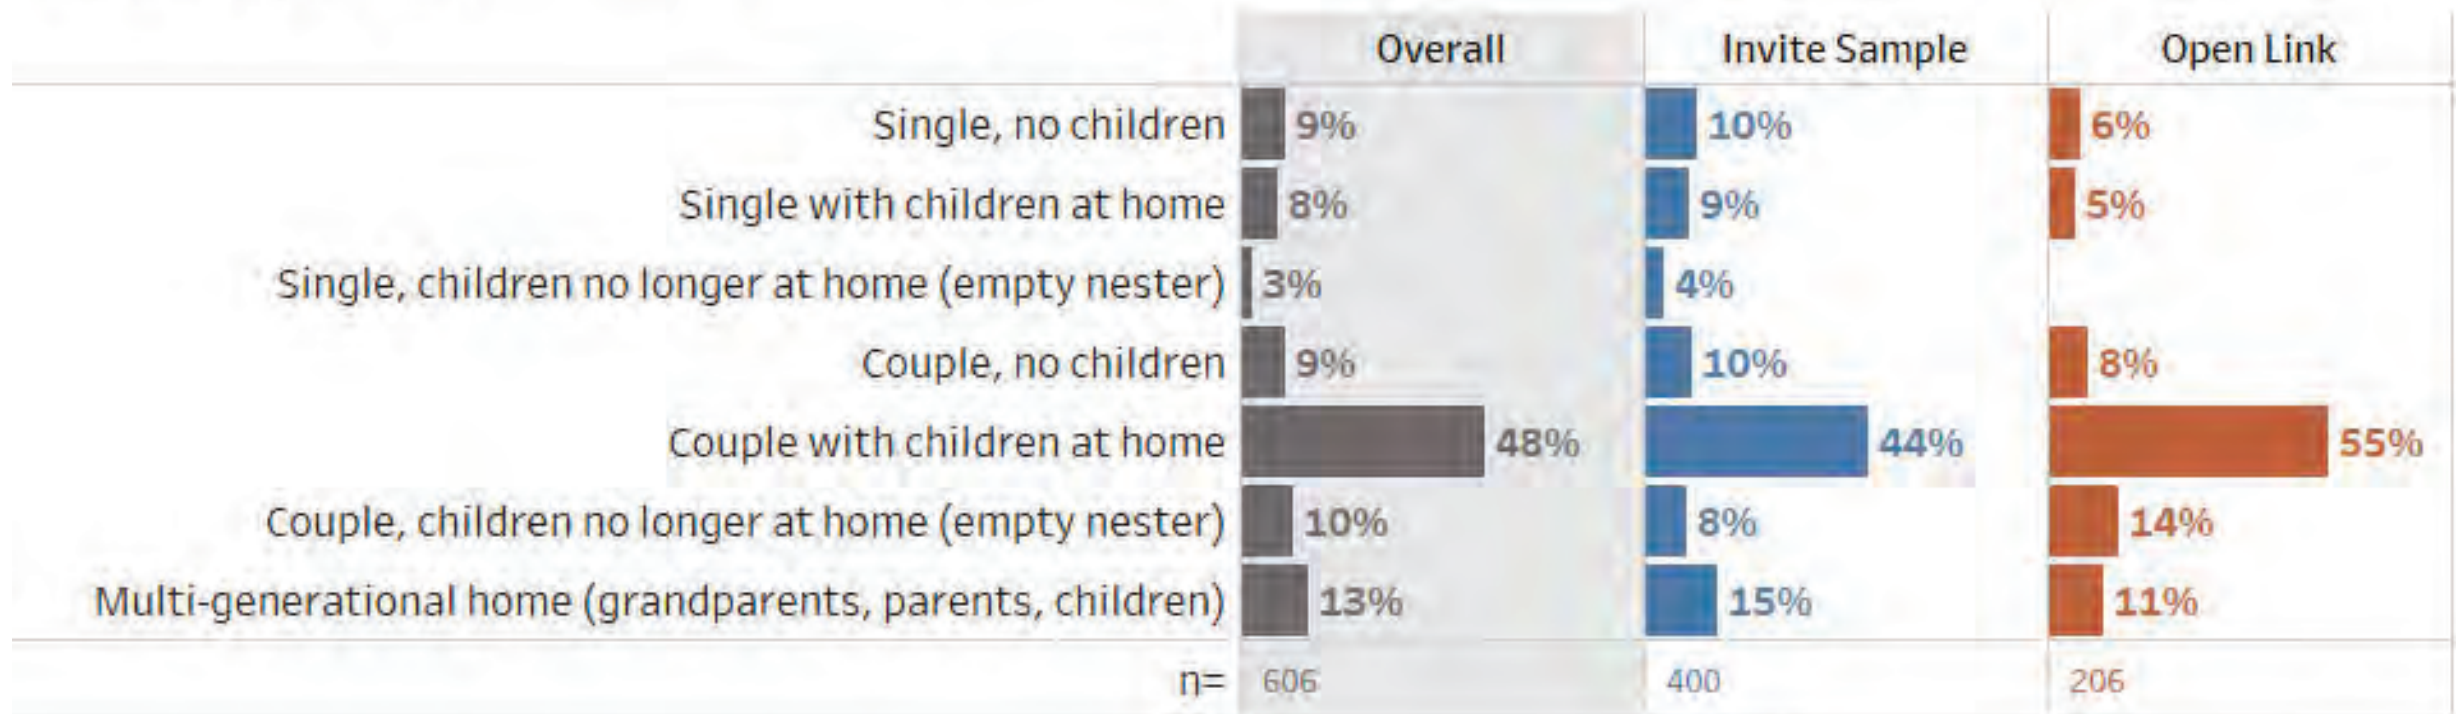 Overall Invite Sample Open Link
Single, no children 9% 10% 6%
Single with children at home 8% 9% 5%
Single, children no longer at home (empty nester) 3% 4%
Couple, no children 9% 10% 8%
Couple with children at home 48% 44% 55%
Couple, children no longer at home (empty nester) 10% 8% 14%
Multi-generational home (grandparents, parents, children) 13% 15% 11%
n= 606 400 206